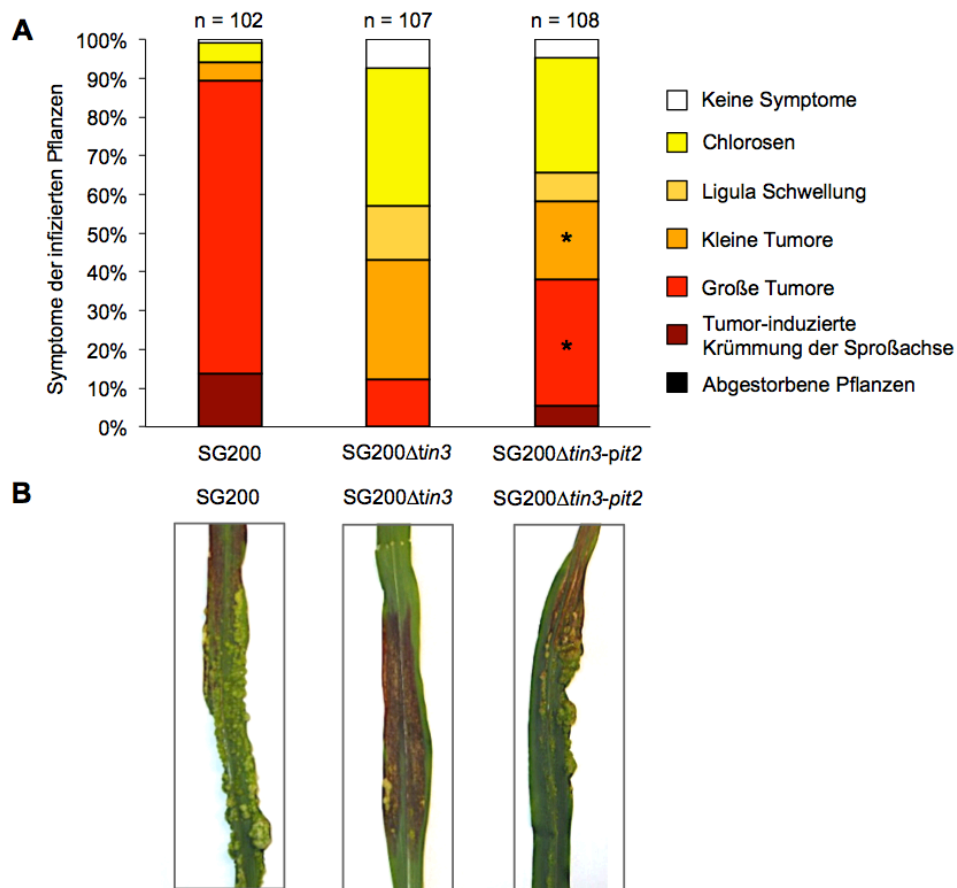 A
n = 102
n = 107
n = 108
Symptome der infizierten Pflanzen
100%
90%
80%
70%
60%
50%
40%
30%
20%
10%
0%
*
*
SG200
SG200Δtin3
SG200Δtin3-pit2
Keine Symptome
Chlorosen
Ligula Schwellung
Kleine Tumore
Große Tumore
Tumor-induzierte
Krümmung der Sproßachse
Abgestorbene Pflanzen
B
SG200
SG200Δtin3
SG200Δtin3-pit2